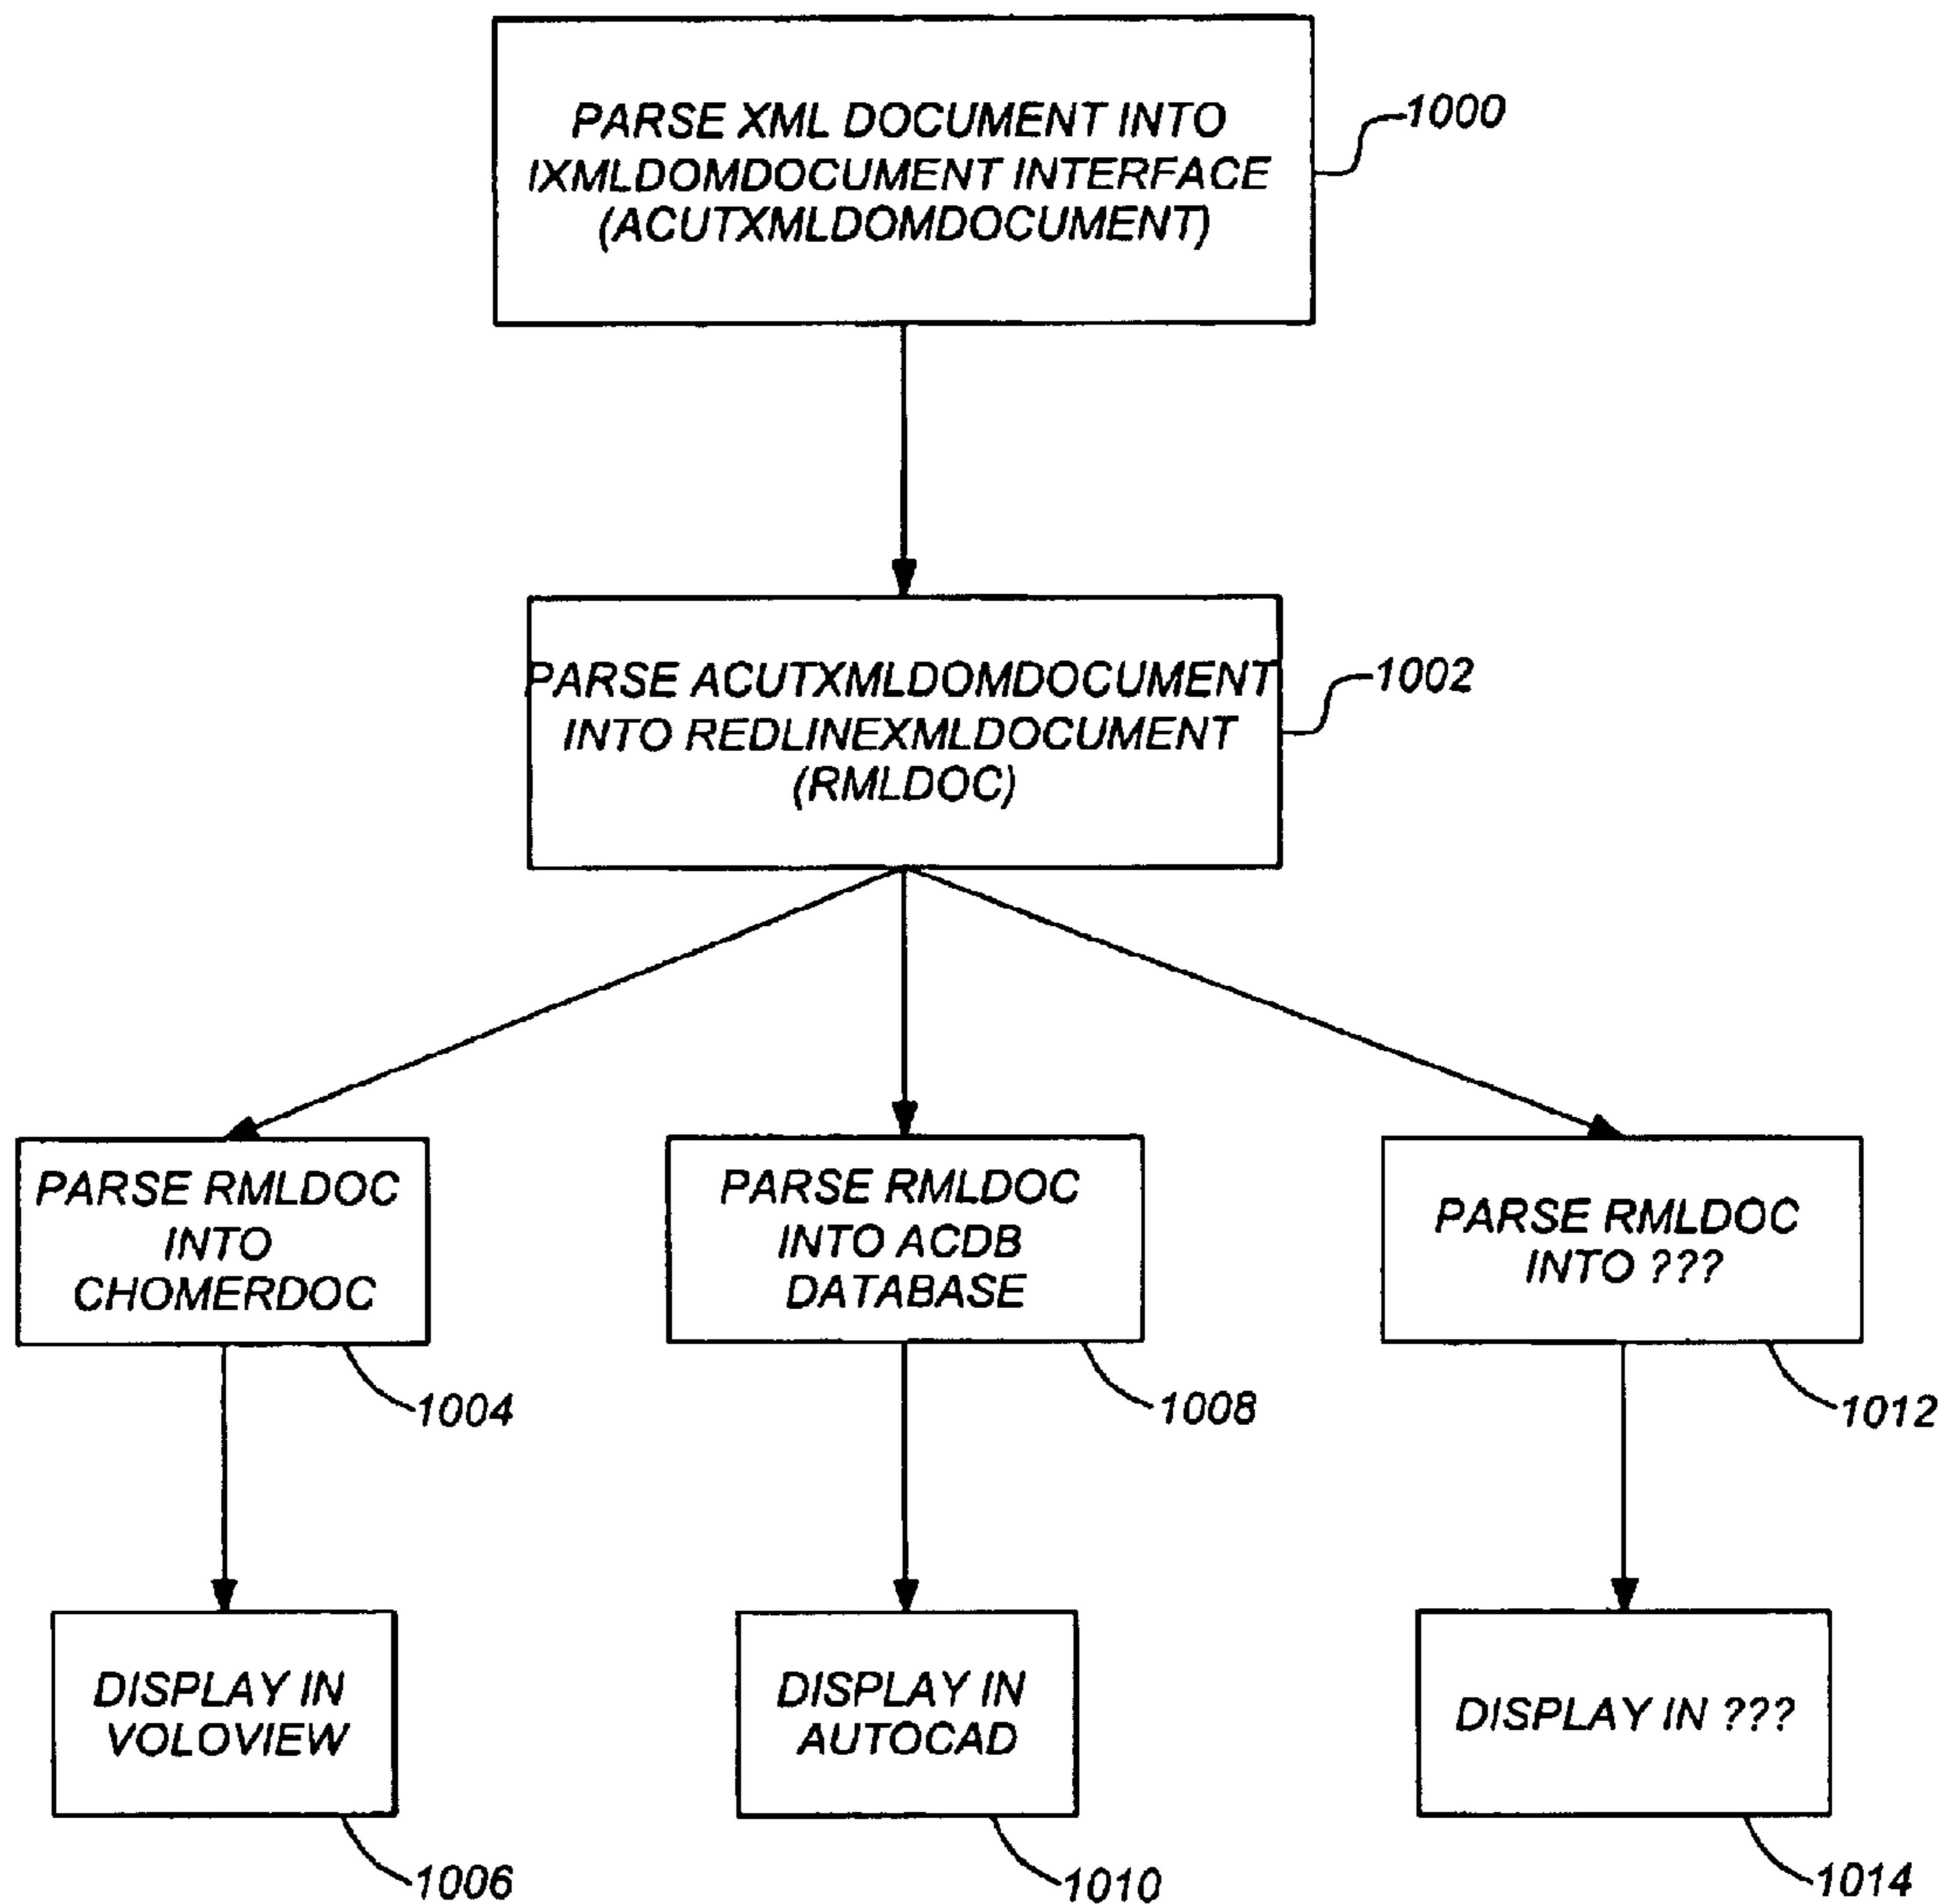 PARSE XML DOCUMENT INTO
IXMLDOMDOCUMENT INTERFACE
(ACUTXMLDOMDOCUMENT)
1000
PARSE ACUTXMLDOMDOCUMENT
INTO REDLINEXMLDOCUMENT
(RMLDOC)
1002
PARSE RMLDOC
INTO
CHOMERDOC
1004
PARSE RMLDOC
INTO ACDB
DATABASE
1008
PARSE RMLDOC
INTO ???
1012
DISPLAY IN
VOLOVIEW
1006
DISPLAY IN
AUTOCAD
1010
DISPLAY IN ???
1014